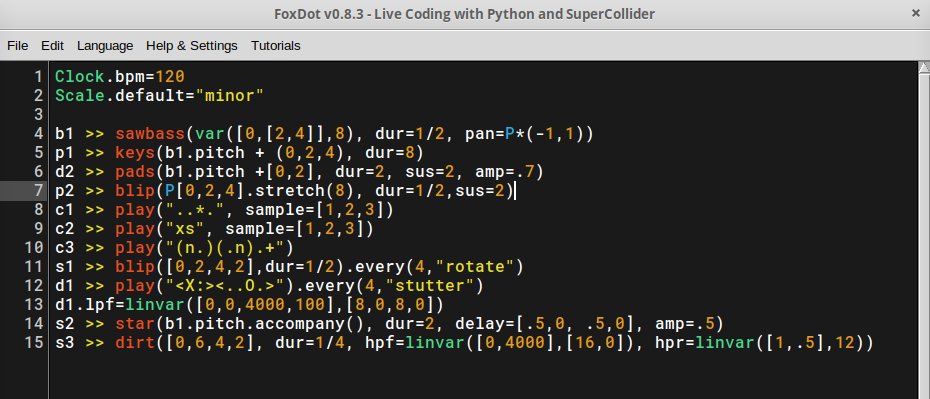 FoxDot v0.8.3 - Live Coding with Python and SuperCollider
File Edit Language Help & Settings Tutorials
1 Clock.bpm=120
2 Scale.default="minor"
3
4 b1 >> sawbass(var([0,[2,4]],8), dur=1/2, pan=P*(-1,1))
5 p1 >> keys(b1.pitch + (0,2,4), dur=8)
6 d2 >> pads(b1.pitch +[0,2], dur=2, sus=2, amp=.7)
7 p2 >> blip(P[0,2,4].stretch(8), dur=1/2,sus=2)
8 c1 >> play("..*.", sample=[1,2,3])
9 c2 >> play("xs", sample=[1,2,3])
10 c3 >> play("(n.)(.n).+")
11 s1 >> blip([0,2,4,2],dur=1/2).every(4,"rotate")
12 d1 >> play("<X:><..O.>").every(4,"stutter")
13 d1.lpf=linvar([0,0,4000,100],[8,0,8,0])
14 s2 >> star(b1.pitch.accompany(), dur=2, delay=[.5,0, .5,0], amp=.5)
15 s3 >> dirt([0,6,4,2], dur=1/4, hpf=linvar([0,4000],[16,0]), hpr=linvar([1,.5],12))